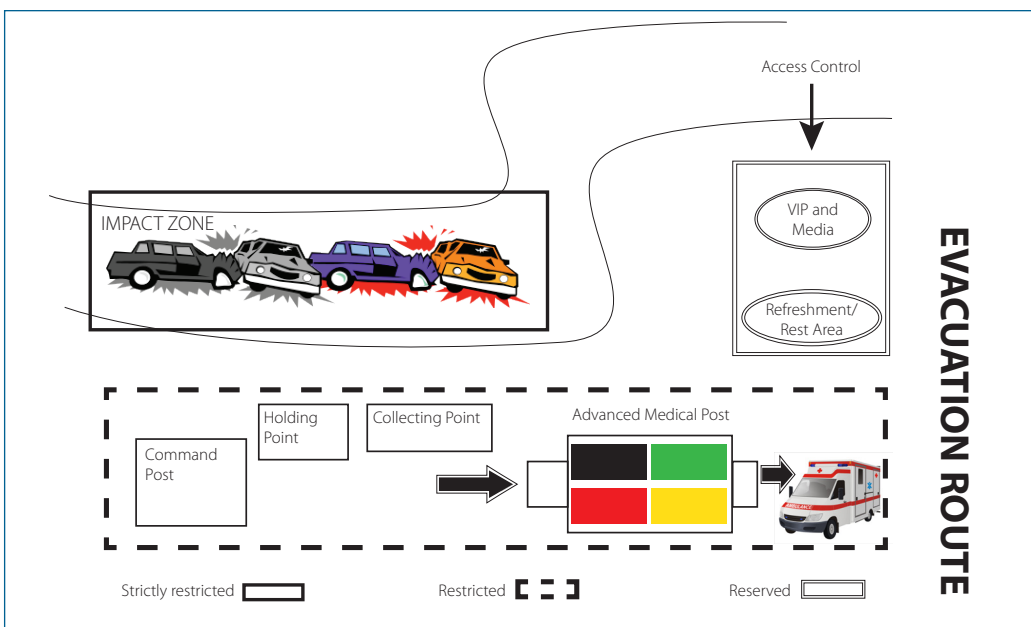 Access Control
IMPACT ZONE
VIP and
Media
Refreshment/
Rest Area
EVACUATION ROUTE
Command
Post
Holding
Point
Collecting Point
Advanced Medical Post
AMBULANCE
Strictly restricted
Restricted
Reserved